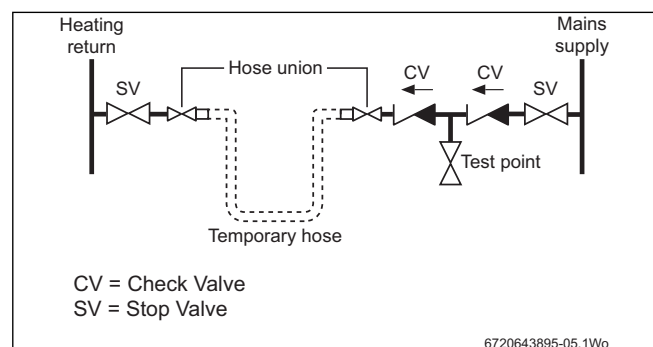 Heating
return
Mains
supply
SV
Hose union
CV
CV
SV
Test point
Temporary hose
CV = Check Valve
SV = Stop Valve
6720643895-05.1Wo